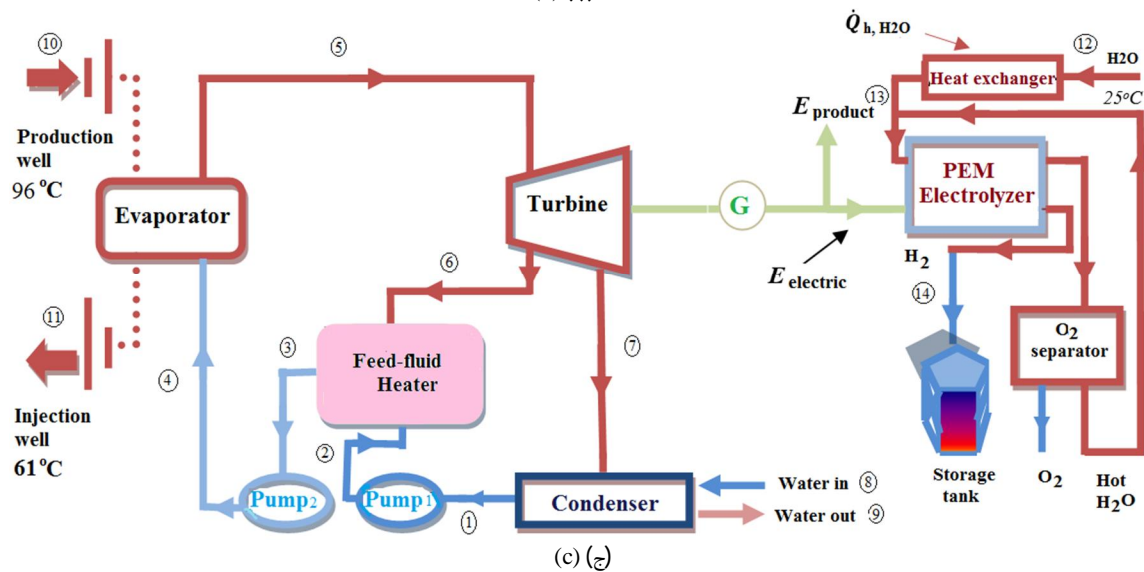 ⑩
Production
well
96 °C
Evaporator
⑪
Injection
well
61 °C
④
⑤
③
②
Pump2
Pump1
①
Feed-fluid
Heater
⑥
Turbine
⑦
Condenser
Water in ⑧
Water out ⑨
G
E product
E electric
Q̇ h, H2O
Heat exchanger
⑫
H2O
25°C
⑬
PEM
Electrolyzer
H2
⑭
O2
separator
Storage
tank
O2
Hot
H2O
(c) (ج)